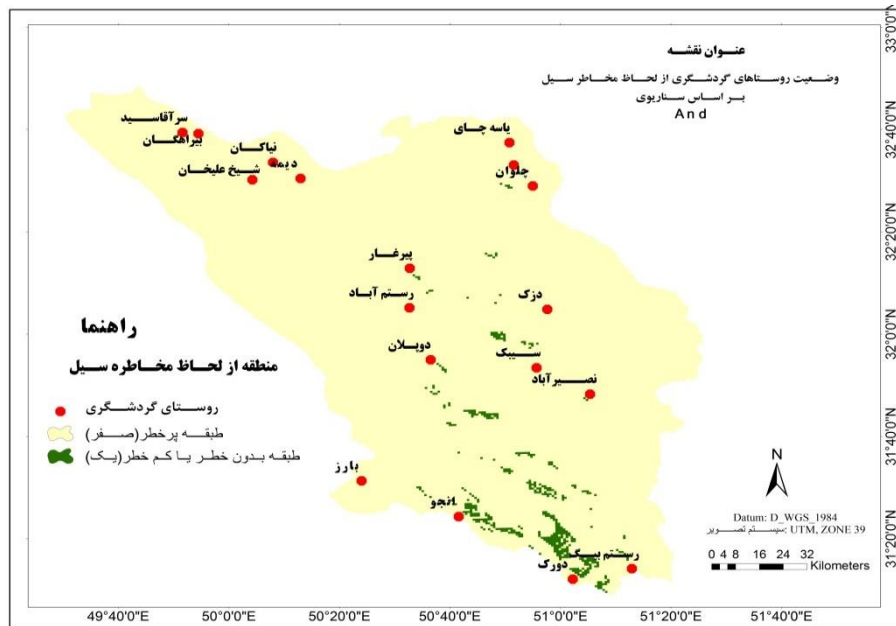 عنوان نقشه
وضعیت روستاهای گردشگری از لحاظ مخاطر سیل
بر اساس سناریوی
And
سرآقاسید
بیراهگان
نیاکان
دیمه
شیخ علیخان
یاسه چای
چلوان
پیرغار
رستم آباد
دزک
دوپلان
سیبک
نصیرآباد
بارز
انجو
رستم بیک
دورک
راهنما
منطقه از لحاظ مخاطره سیل
روستای گردشگری
طبقه پرخطر(صفر)
طبقه بدون خطر یا کم خطر(یک)
N
Datum: D_WGS_1984
سیستم تصویر: UTM, ZONE 39
0 4 8 16 24 32 Kilometers
33°0'0"N
32°40'0"N
32°20'0"N
32°0'0"N
31°40'0"N
31°20'0"N
49°40'0"E
50°0'0"E
50°20'0"E
50°40'0"E
51°0'0"E
51°20'0"E
51°40'0"E